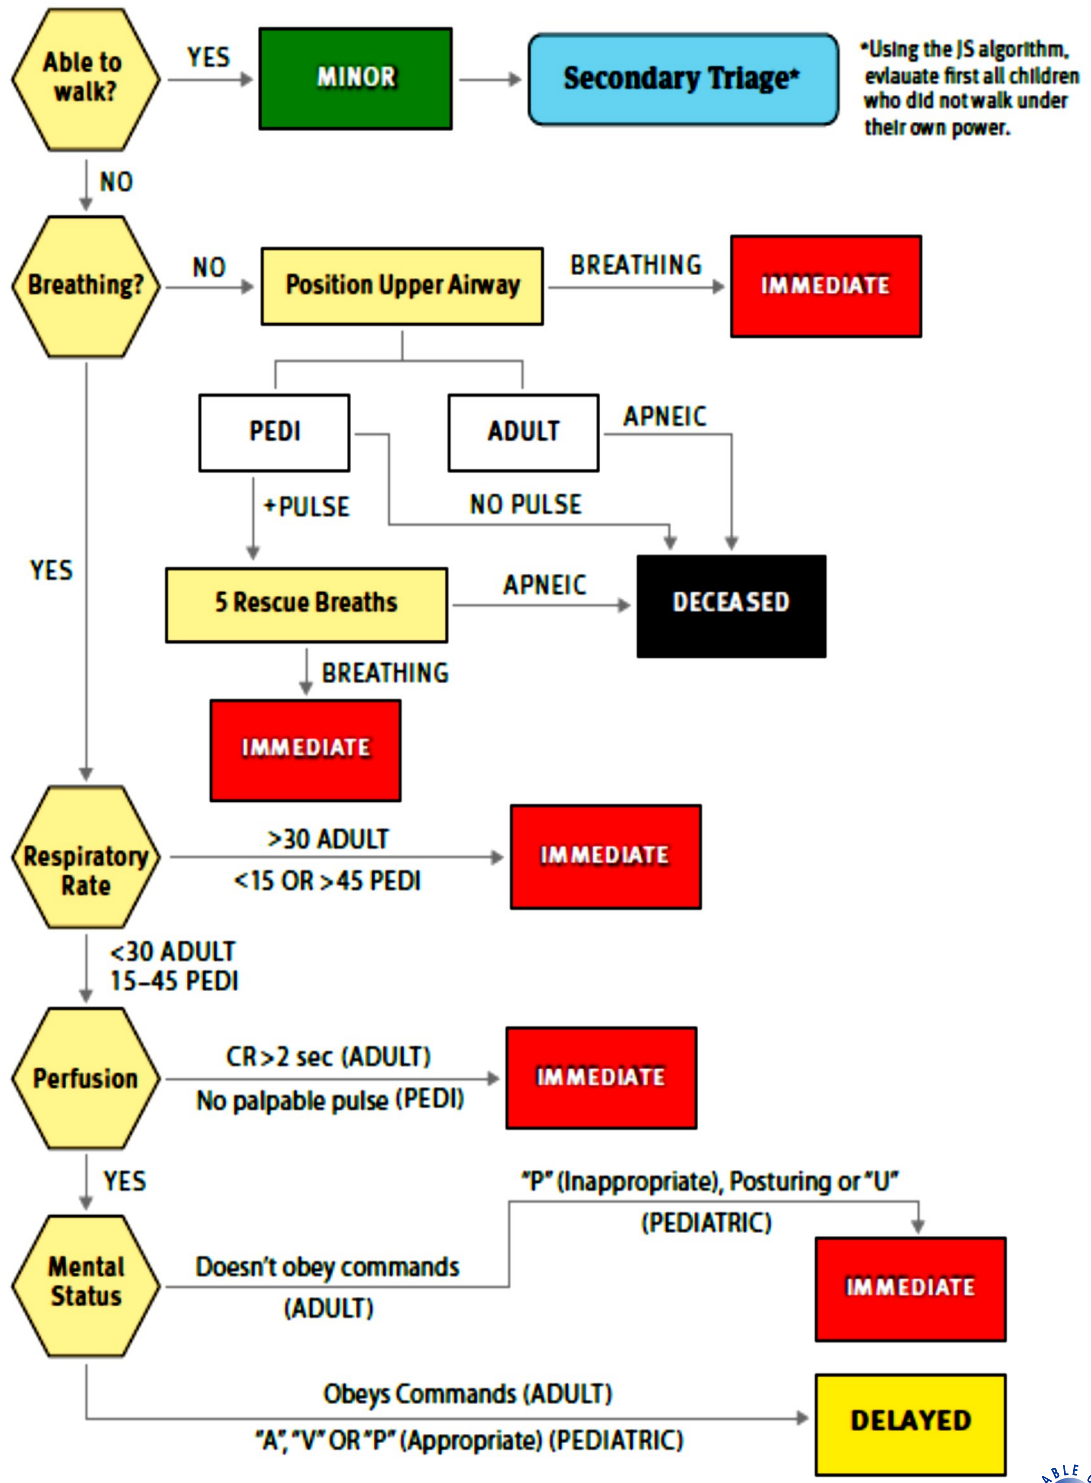 Able to
walk?
YES
MINOR
Secondary Triage*
*Using the JS algorithm,
evlauate first all children
who did not walk under
their own power.
NO
Breathing?
NO
Position Upper Airway
BREATHING
IMMEDIATE
PEDI
ADULT
APNEIC
+PULSE
NO PULSE
YES
5 Rescue Breaths
APNEIC
DECEASED
BREATHING
IMMEDIATE
Respiratory
Rate
>30 ADULT
<15 OR >45 PEDI
IMMEDIATE
<30 ADULT
15–45 PEDI
Perfusion
CR >2 sec (ADULT)
No palpable pulse (PEDI)
IMMEDIATE
YES
"P" (Inappropriate), Posturing or "U"
(PEDIATRIC)
Mental
Status
Doesn't obey commands
(ADULT)
IMMEDIATE
Obeys Commands (ADULT)
"A", "V" OR "P" (Appropriate) (PEDIATRIC)
DELAYED
ABLE